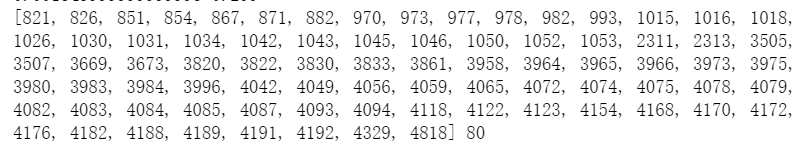 [821, 826, 851, 854, 867, 871, 882, 970, 973, 977, 978, 982, 993, 1015, 1016, 1018,
1026, 1030, 1031, 1034, 1042, 1043, 1045, 1046, 1050, 1052, 1053, 2311, 2313, 3505,
3507, 3669, 3673, 3820, 3822, 3830, 3833, 3861, 3958, 3964, 3965, 3966, 3973, 3975,
3980, 3983, 3984, 3996, 4042, 4049, 4056, 4059, 4065, 4072, 4074, 4075, 4078, 4079,
4082, 4083, 4084, 4085, 4087, 4093, 4094, 4118, 4122, 4123, 4154, 4168, 4170, 4172,
4176, 4182, 4188, 4189, 4191, 4192, 4329, 4818] 80